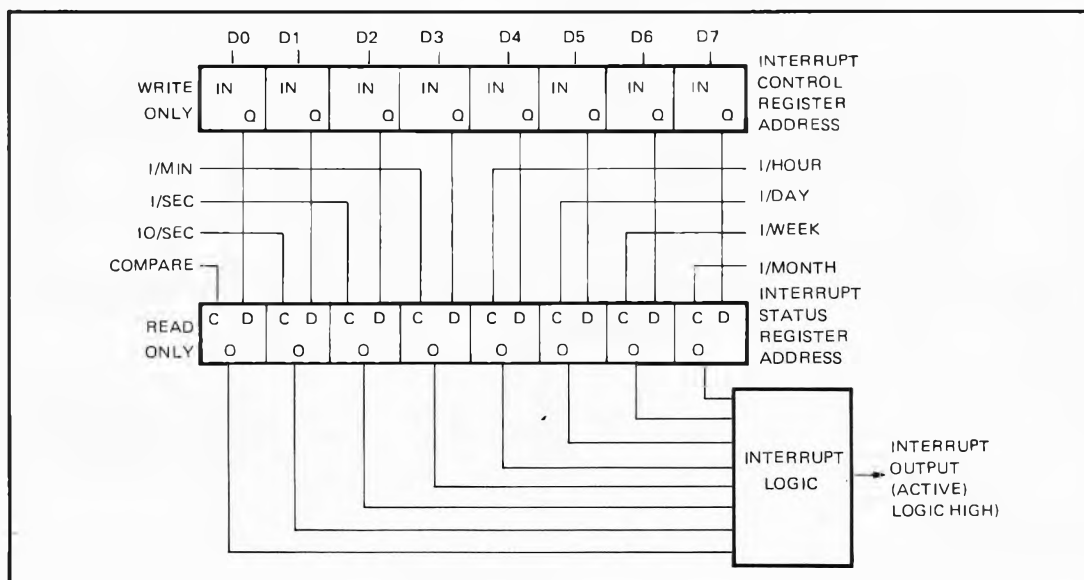 D0 D1 D2 D3 D4 D5 D6 D7
WRITE ONLY
IN IN IN IN IN IN IN IN
Q Q Q Q Q Q Q Q
INTERRUPT
CONTROL
REGISTER
ADDRESS
I/MIN
I/SEC
IO/SEC
COMPARE
I/HOUR
I/DAY
I/WEEK
I/MONTH
READ ONLY
C D C D C D C D C D C D C D C D
O O O O O O O O
INTERRUPT
STATUS
REGISTER
ADDRESS
INTERRUPT
LOGIC
INTERRUPT
OUTPUT
(ACTIVE)
LOGIC HIGH)